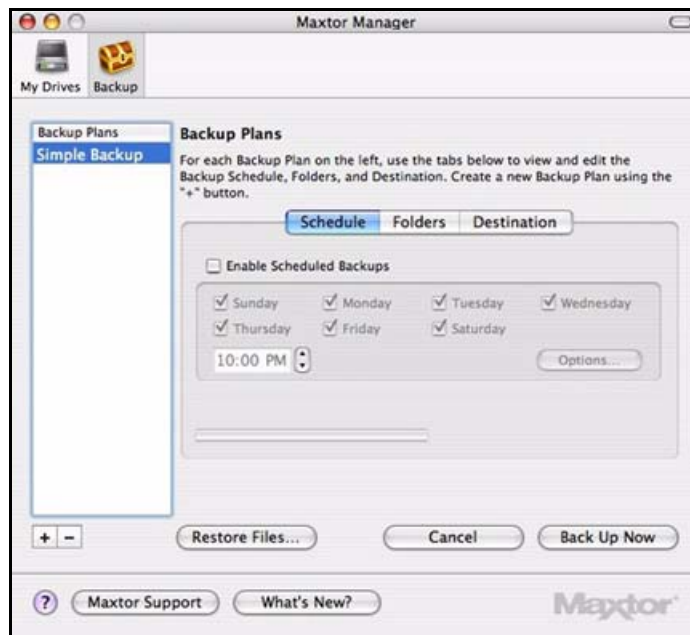 Maxtor Manager
My Drives Backup
Backup Plans
Simple Backup
Backup Plans
For each Backup Plan on the left, use the tabs below to view and edit the
Backup Schedule, Folders, and Destination. Create a new Backup Plan using the
"+" button.
Schedule Folders Destination
Enable Scheduled Backups
Sunday Monday Tuesday Wednesday
Thursday Friday Saturday
10:00 PM Options...
+ −
Restore Files... Cancel Back Up Now
? Maxtor Support What's New? Maxtor